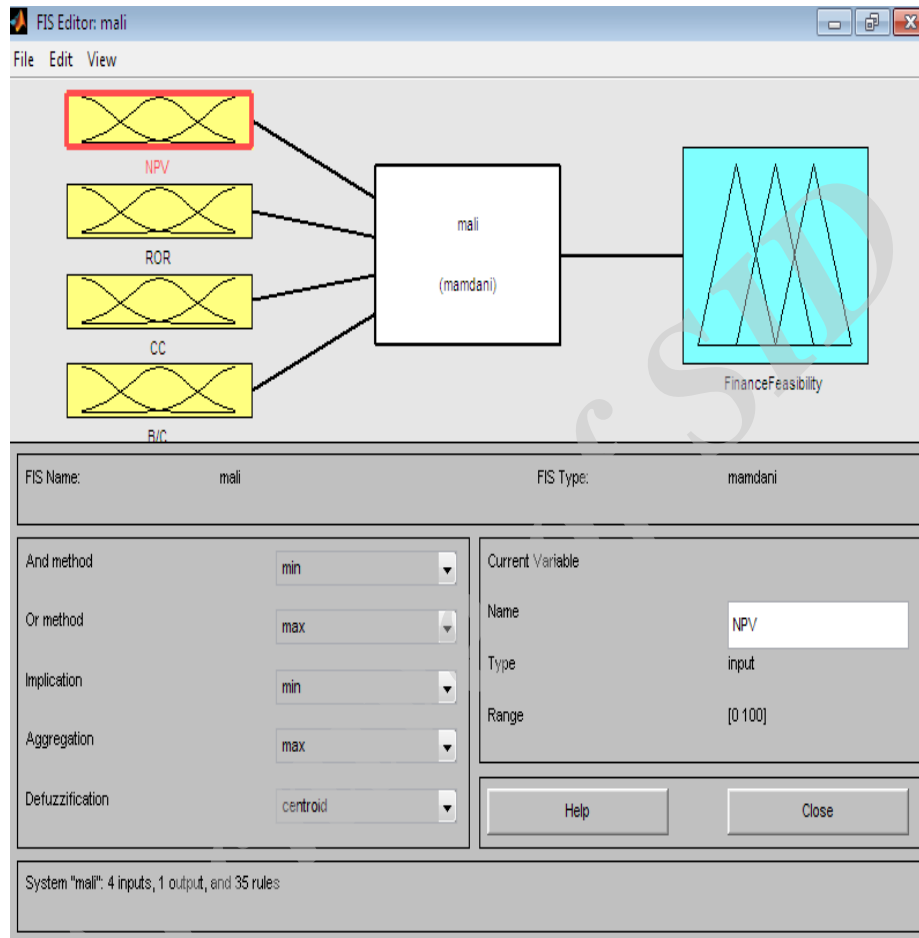 FIS Editor: mali
File Edit View
NPV
ROR
CC
B/C
mali
(mamdani)
FinanceFeasibility
FIS Name: mali
FIS Type: mamdani
And method min
Or method max
Implication min
Aggregation max
Defuzzification centroid
Current Variable
Name NPV
Type input
Range [0 100]
Help Close
System "mali": 4 inputs, 1 output, and 35 rules
of SID